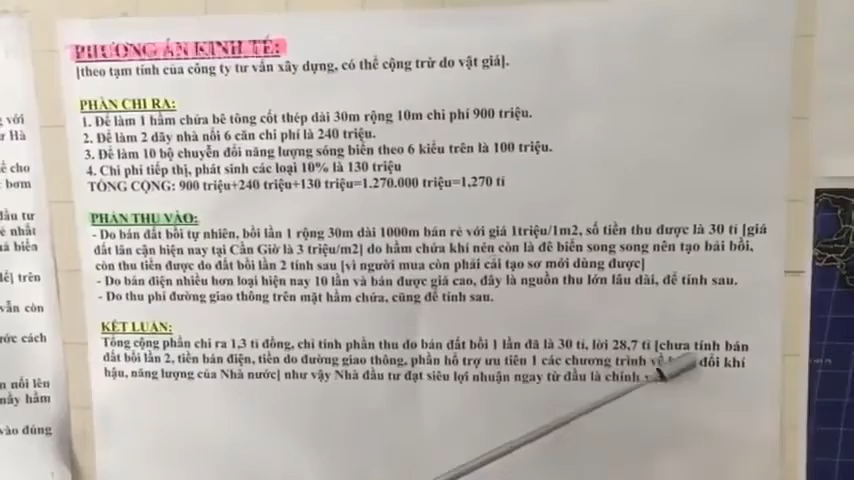 PHƯƠNG ÁN KINH TẾ:
[theo tạm tính của công ty tư vấn xây dựng, có thể cộng trừ do vật giá].
PHẦN CHI RA:
1. Để làm 1 hầm chứa bê tông cốt thép dài 30m rộng 10m chi phí 900 triệu.
2. Để làm 2 dãy nhà nổi 6 căn chi phí là 240 triệu.
3. Để làm 10 bộ chuyển đổi năng lượng sóng biển theo 6 kiểu trên là 100 triệu.
4. Chi phí tiếp thị, phát sinh các loại 10% là 130 triệu
TỔNG CỘNG: 900 triệu+240 triệu+130 triệu=1.270.000 triệu=1,270 tỉ
PHẦN THU VÀO:
- Do bán đất bồi tự nhiên, bồi lần 1 rộng 30m dài 1000m bán rẻ với giá 1triệu/1m2, số tiền thu được là 30 tỉ [giá
đất lân cận hiện nay tại Cần Giờ là 3 triệu/m2] do hầm chứa khí nén còn là đê biển song song nên tạo bãi bồi,
còn thu tiền được do đất bồi lần 2 tính sau [vì người mua còn phải cải tạo sơ mới dùng được]
- Do bán điện nhiều hơn loại hiện nay 10 lần và bán được giá cao, đây là nguồn thu lớn lâu dài, để tính sau.
- Do thu phí đường giao thông trên mặt hầm chứa, cũng để tính sau.
KẾT LUẬN:
Tổng cộng phần chi ra 1,3 tỉ đồng, chỉ tính phần thu do bán đất bồi 1 lần đã là 30 tỉ, lời 28,7 tỉ [chưa tính bán
đất bồi lần 2, tiền bán điện, tiền do đường giao thông, phần hỗ trợ ưu tiên 1 các chương trình về đổi khí
hậu, năng lượng của Nhà nước] như vậy Nhà đầu tư đạt siêu lợi nhuận ngay từ đầu là chính
với
Hà
cho
bơm
đầu tư
nhất
biển
trên
vẫn còn
cách
nổi lên
này hầm
vào đúng